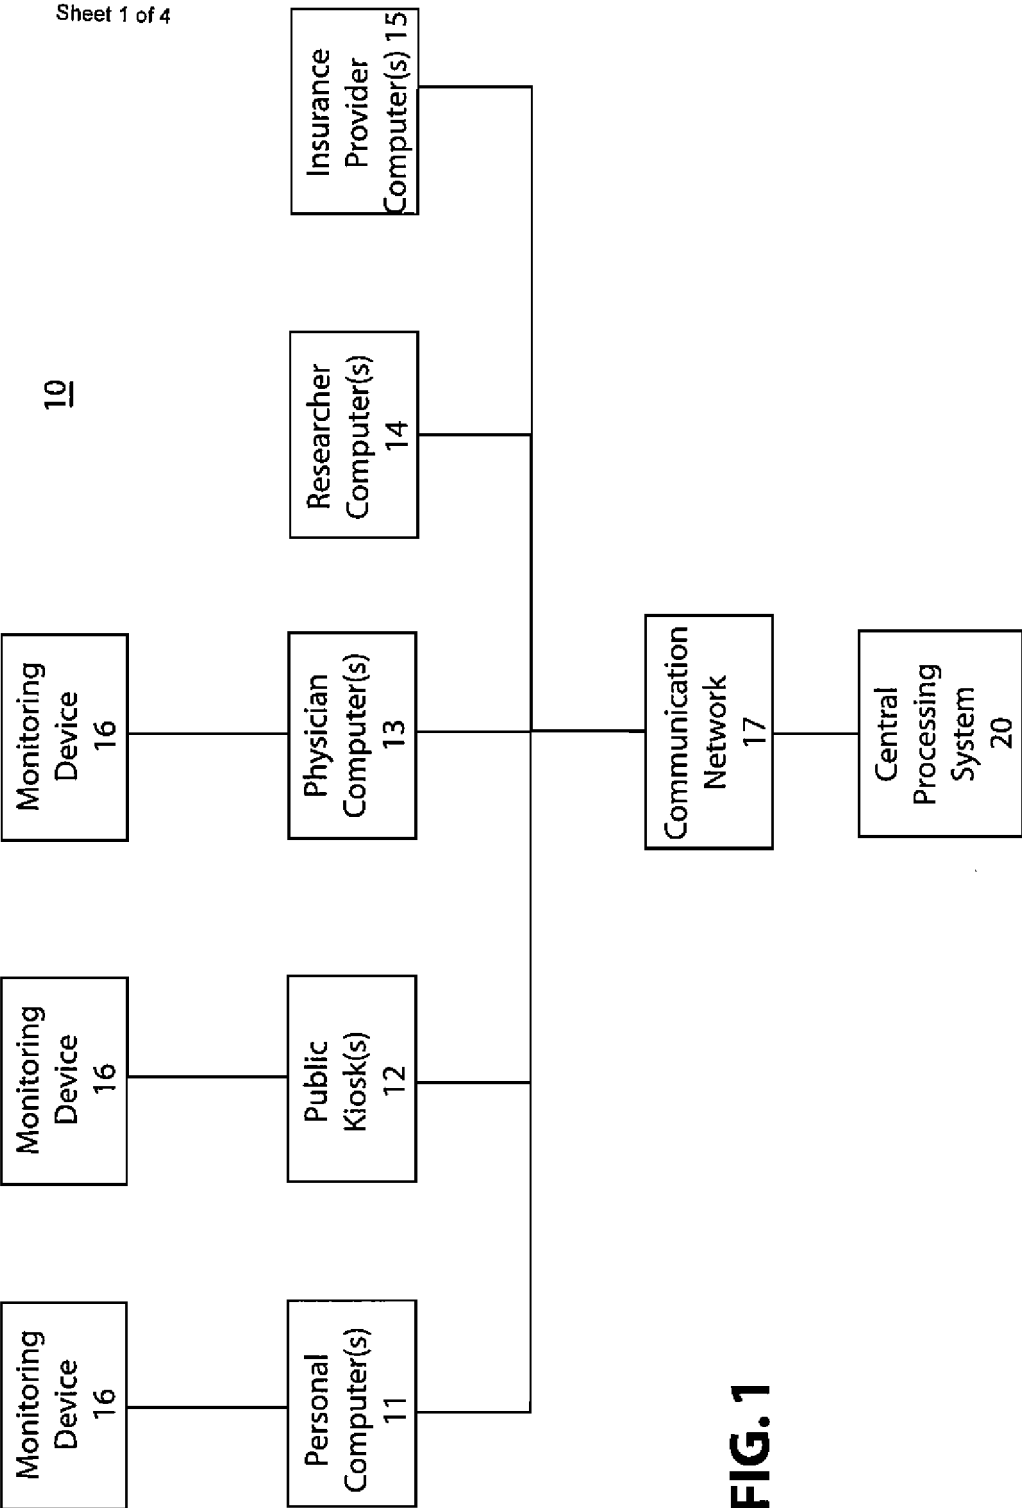 Sheet 1 of 4
10
Monitoring
Device
16
Monitoring
Device
16
Monitoring
Device
16
Personal
Computer(s)
11
Public
Kiosk(s)
12
Physician
Computer(s)
13
Researcher
Computer(s)
14
Insurance
Provider
Computer(s) 15
Communication
Network
17
Central
Processing
System
20
FIG. 1